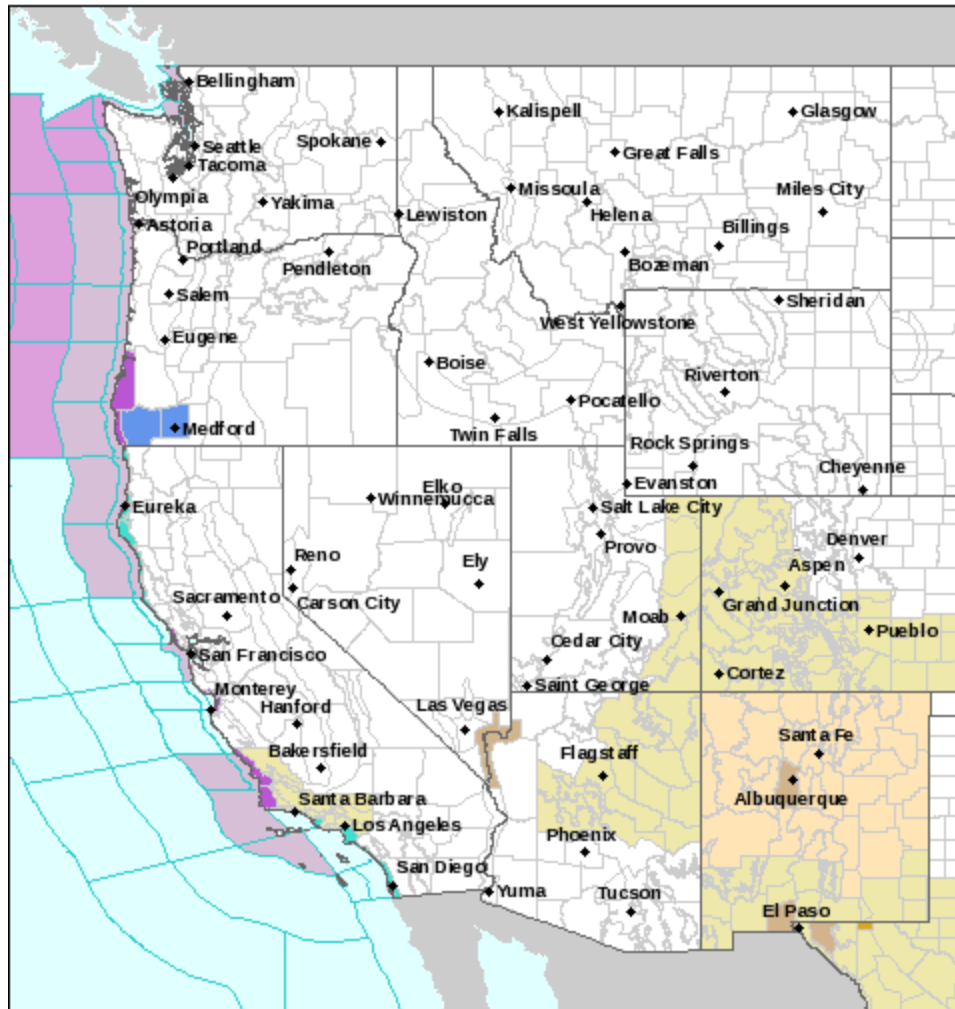 Bellingham
Kalispell
Glasgow
Seattle
Spokane
Great Falls
Tacoma
Missoula
Miles City
Olympia
Yakima
Lewiston
Helena
Astoria
Billings
Portland
Pendleton
Bozeman
Salem
Sheridan
West Yellowstone
Eugene
Boise
Riverton
Pocatello
Medford
Twin Falls
Rock Springs
Cheyenne
Elko
Evanston
Winnemucca
Eureka
Salt Lake City
Denver
Provo
Reno
Ely
Aspen
Sacramento
Carson City
Grand Junction
Moab
Pueblo
Cedar City
San Francisco
Cortez
Saint George
Monterey
Hanford
Las Vegas
Santa Fe
Bakersfield
Flagstaff
Santa Barbara
Albuquerque
Los Angeles
Phoenix
San Diego
Yuma
Tucson
El Paso